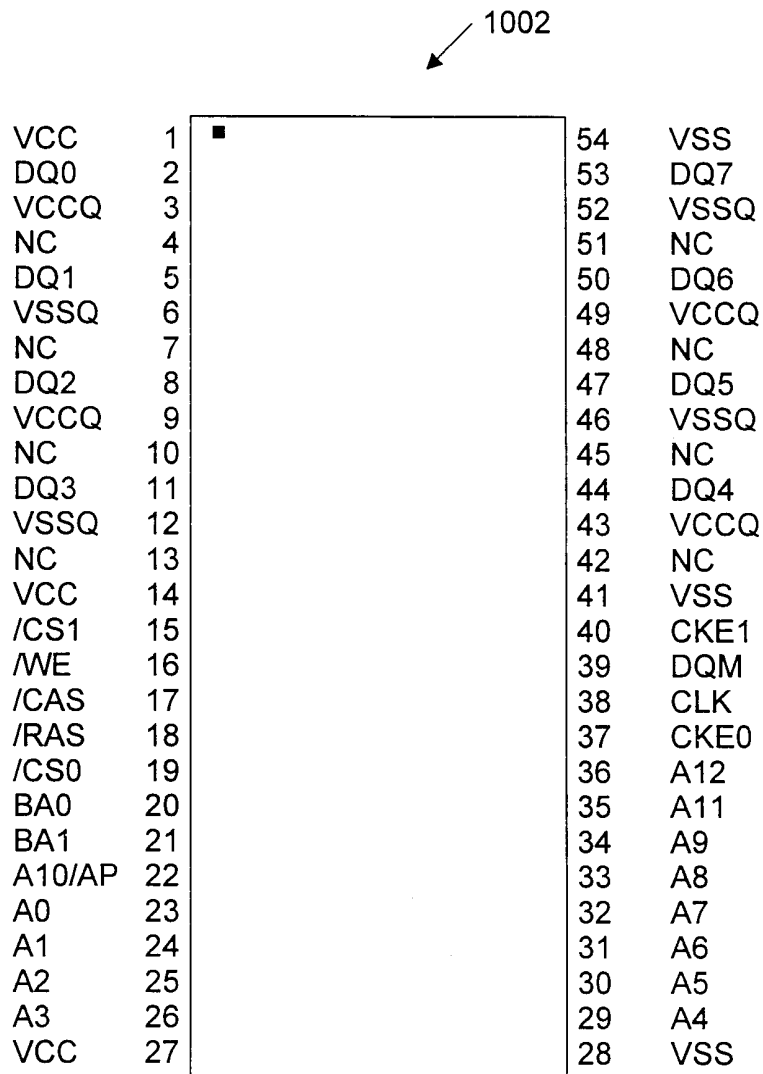 1002
VCC 1 54 VSS
DQ0 2 53 DQ7
VCCQ 3 52 VSSQ
NC 4 51 NC
DQ1 5 50 DQ6
VSSQ 6 49 VCCQ
NC 7 48 NC
DQ2 8 47 DQ5
VCCQ 9 46 VSSQ
NC 10 45 NC
DQ3 11 44 DQ4
VSSQ 12 43 VCCQ
NC 13 42 NC
VCC 14 41 VSS
/CS1 15 40 CKE1
/WE 16 39 DQM
/CAS 17 38 CLK
/RAS 18 37 CKE0
/CS0 19 36 A12
BA0 20 35 A11
BA1 21 34 A9
A10/AP 22 33 A8
A0 23 32 A7
A1 24 31 A6
A2 25 30 A5
A3 26 29 A4
VCC 27 28 VSS